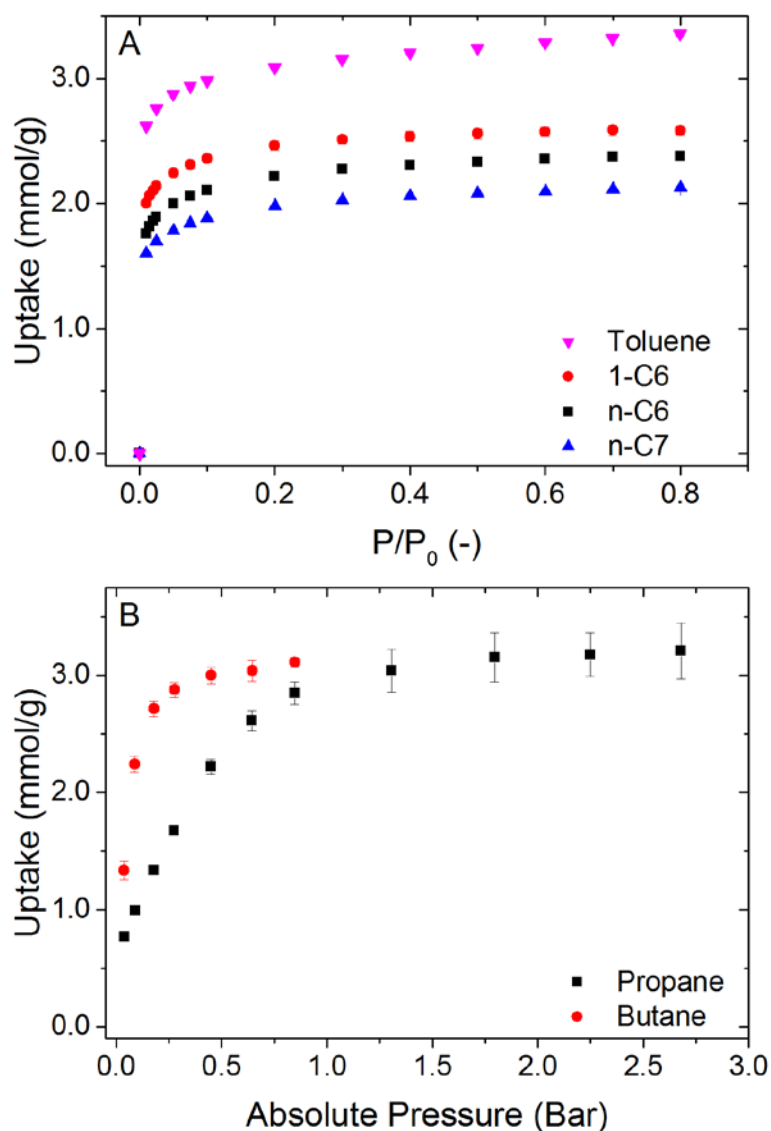 A
3.0
2.0
1.0
0.0
Uptake (mmol/g)
Toluene
1-C6
n-C6
n-C7
0.0 0.2 0.4 0.6 0.8
P/P₀ (-)
B
3.0
2.0
1.0
0.0
Uptake (mmol/g)
Propane
Butane
0.0 0.5 1.0 1.5 2.0 2.5 3.0
Absolute Pressure (Bar)